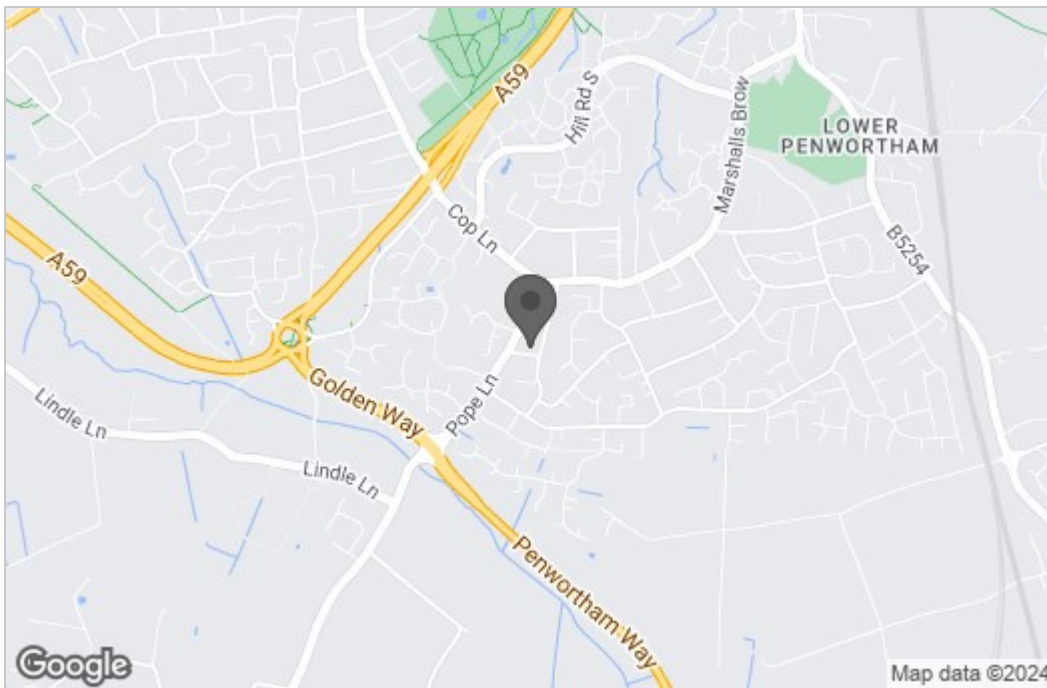 A59
Hill Rd S
Marshalls Brow
LOWER
PENWORTHAM
Cop Ln
B5254
A59
Golden Way
Pope Ln
Lindle Ln
Lindle Ln
Penwortham Way
Google
Map data ©2024